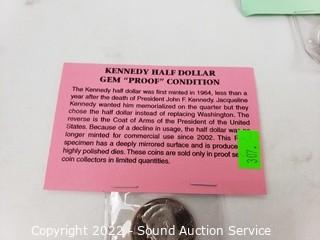 KENNEDY HALF DOLLAR
GEM "PROOF" CONDITION
The Kennedy half dollar was first minted in 1964, less than a
year after the death of President John F. Kennedy. Jacqueline
Kennedy wanted him memorialized on the quarter but they
chose the half dollar instead of replacing Washington. The
reverse is the Coat of Arms of the President of the United
States. Because of a decline in usage, the half dollar was
longer minted for commercial use since 2002. This
specimen has a deeply mirrored surface and is produce
highly polished dies. These coins are sold only in proof se
coin collectors in limited quantities.
307.
Copyright 2022 - Sound Auction Service